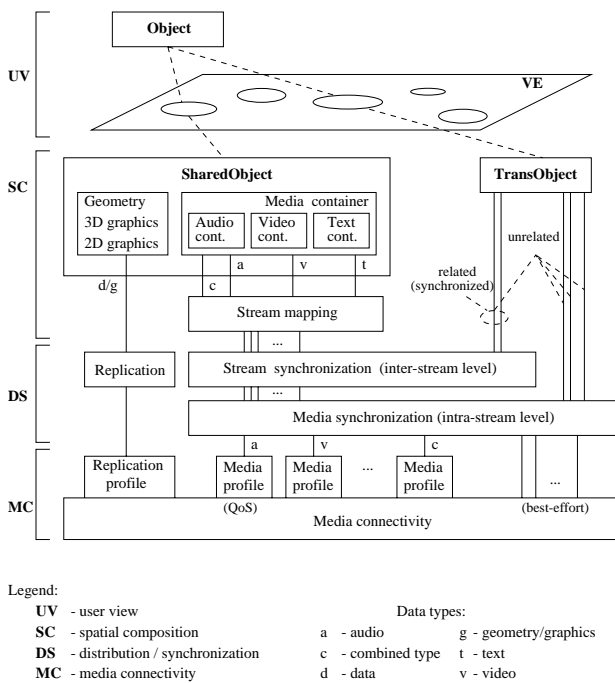 Object
UV
VE
SC
SharedObject
TransObject
Geometry
3D graphics
2D graphics
Media container
Audio cont.
Video cont.
Text cont.
unrelated
related
(synchronized)
d/g
c
a
v
t
Stream mapping
...
DS
Replication
Stream synchronization (inter-stream level)
...
Media synchronization (intra-stream level)
a
v
c
MC
Replication profile
Media profile
Media profile
...
Media profile
...
(QoS)
(best-effort)
Media connectivity
Legend:
UV - user view
Data types:
SC - spatial composition
a - audio
g - geometry/graphics
DS - distribution / synchronization
c - combined type
t - text
MC - media connectivity
d - data
v - video